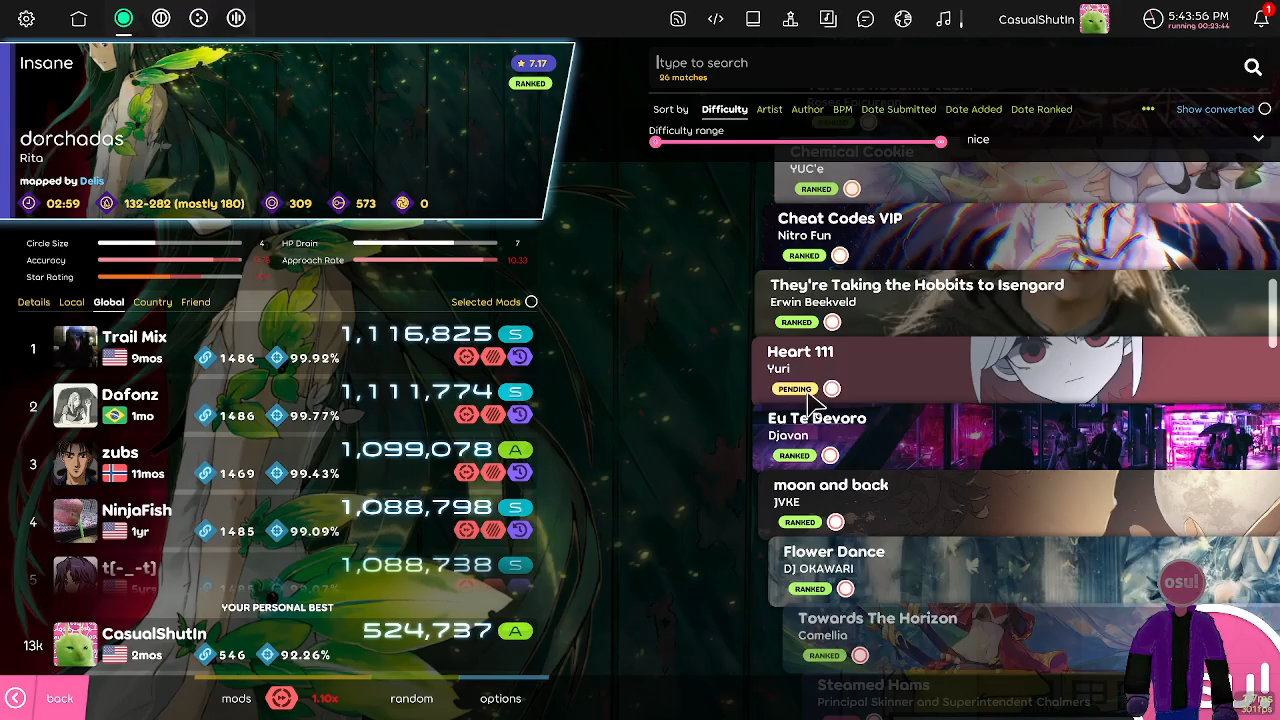 CasualShutIn
5:43:56 PM
running 00:23:44
1
Insane
7.17
RANKED
dorchadas
Rita
mapped by Delis
02:59
132-282 (mostly 180)
309
573
0
type to search
26 matches
Sort by
Difficulty
Artist
Author
BPM
Date Submitted
Date Added
Date Ranked
•••
Show converted
Difficulty range
nice
Circle Size
4
HP Drain
7
Accuracy
Approach Rate
10.33
Star Rating
Details
Local
Global
Country
Friend
Selected Mods
1
Trail Mix
9mos
1486
99.92%
1,116,825
S
2
Dafonz
1mo
1486
99.77%
1,111,774
S
3
zubs
11mos
1469
99.43%
1,099,078
A
4
NinjaFish
1yr
1485
99.09%
1,088,798
S
5
t[-_-t]
5yrs
1485
99.07%
1,088,738
S
YOUR PERSONAL BEST
13k
CasualShutIn
2mos
546
92.26%
524,737
A
Chemical Cookie
YUC'e
RANKED
Cheat Codes VIP
Nitro Fun
RANKED
They're Taking the Hobbits to Isengard
Erwin Beekveld
RANKED
Heart 111
Yuri
PENDING
Eu Te Devoro
Djavan
RANKED
moon and back
JYKE
RANKED
Flower Dance
DJ OKAWARI
RANKED
Towards The Horizon
Camellia
RANKED
Steamed Hams
Principal Skinner and Superintendent Chalmers
osu!
back
mods
1.10x
random
options